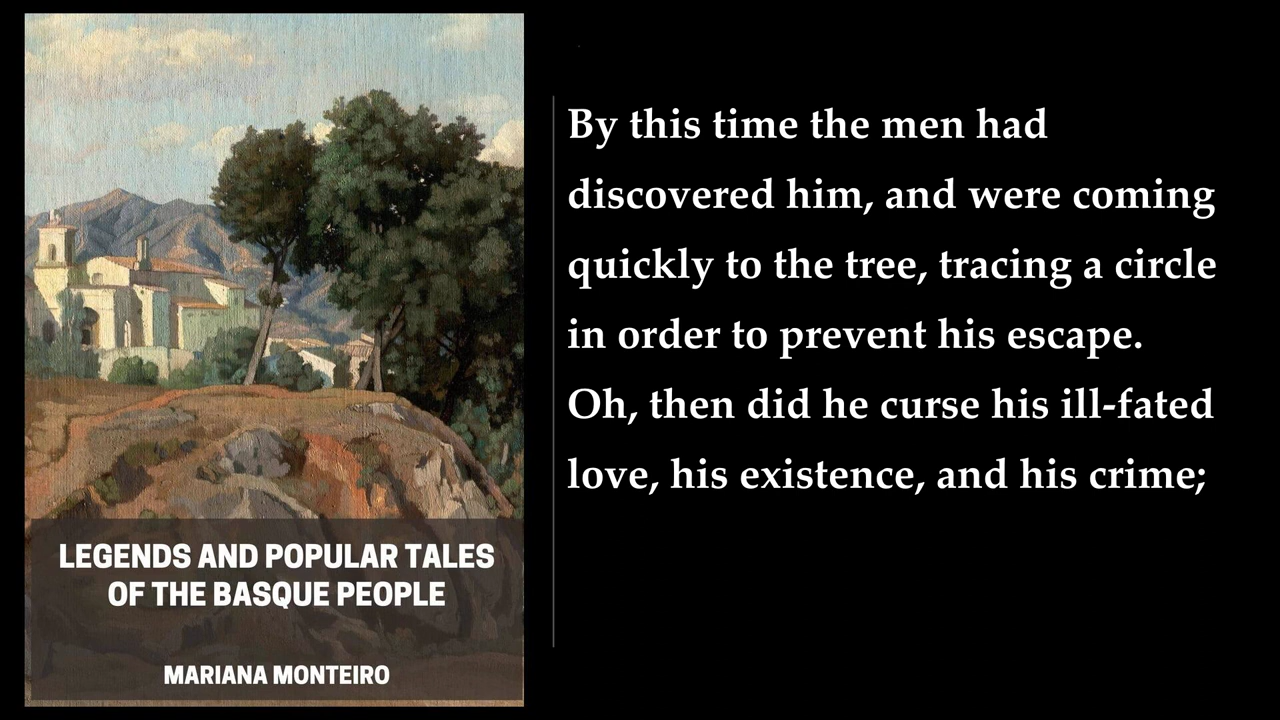 By this time the men had
discovered him, and were coming
quickly to the tree, tracing a circle
in order to prevent his escape.
Oh, then did he curse his ill-fated
love, his existence, and his crime;
LEGENDS AND POPULAR TALES
OF THE BASQUE PEOPLE
MARIANA MONTEIRO